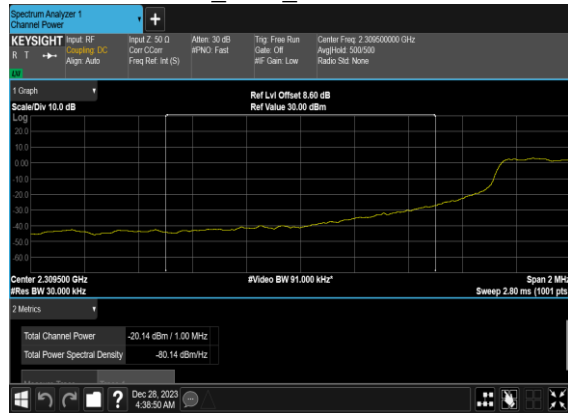 Spectrum Analyzer 1
Channel Power
KEYSIGHT Input: RF Input Z: 50 Ω Atten: 30 dB Trig: Free Run Center Freq: 2.309500000 GHz
R T Coupling: DC Corr CCorr #PNO: Fast Gate: Off Avg|Hold: 500/500
Align: Auto Freq Ref: Int (S) #IF Gain: Low Radio Std: None
LW
1 Graph
Ref Lvl Offset 8.60 dB
Scale/Div 10.0 dB Ref Value 30.00 dBm
Log
20.0
10.0
0.00
-10.0
-20.0
-30.0
-40.0
-50.0
-60.0
Center 2.309500 GHz #Video BW 91.000 kHz* Span 2 MHz
#Res BW 30.000 kHz Sweep 2.80 ms (1001 pts
2 Metrics
Total Channel Power -20.14 dBm / 1.00 MHz
Total Power Spectral Density -80.14 dBm/Hz
Dec 28, 2023
4:38:50 AM